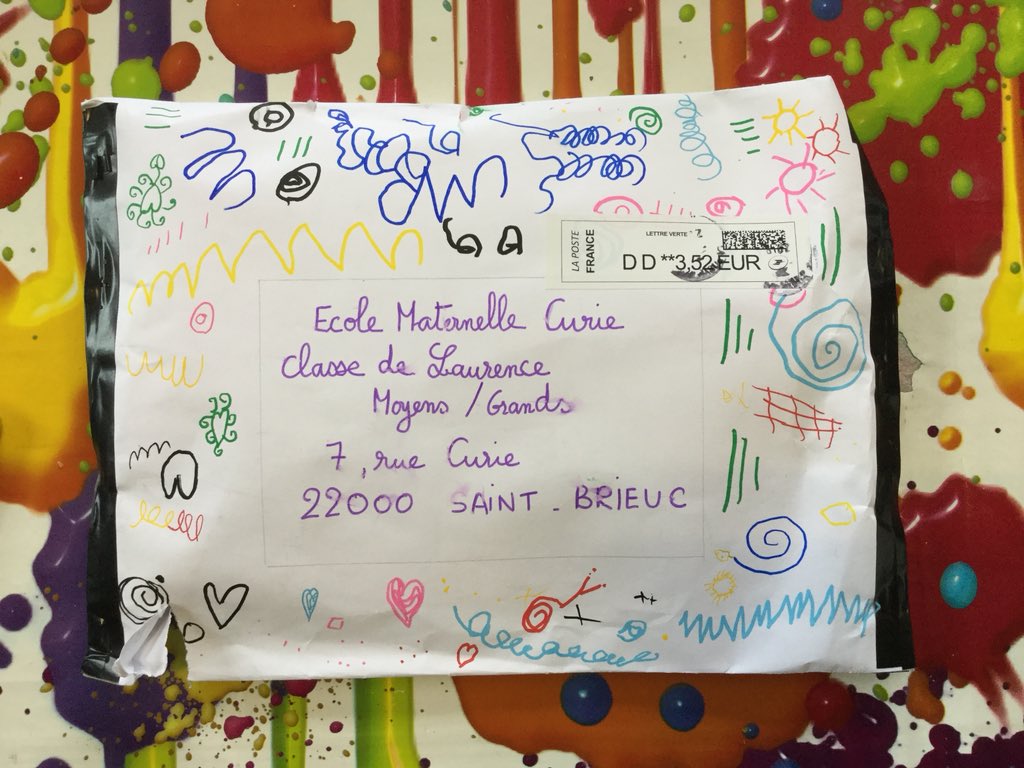 LA POSTE
FRANCE
LETTRE VERTE
DD **3,52 EUR
Ecole Maternelle Curie
Classe de Laurence
Moyens / Grands
7, rue Curie
22000 SAINT - BRIEUC